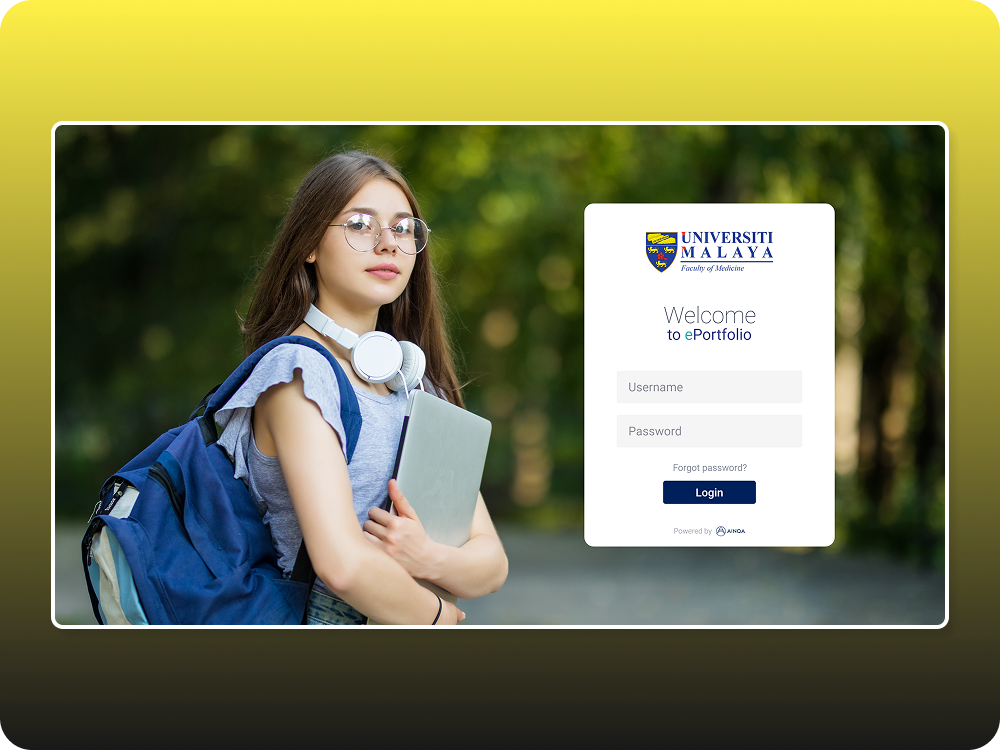 UNIVERSITI
MALAYA
Faculty of Medicine
Welcome
to ePortfolio
Username
Password
Forgot password?
Login
Powered by AINQA